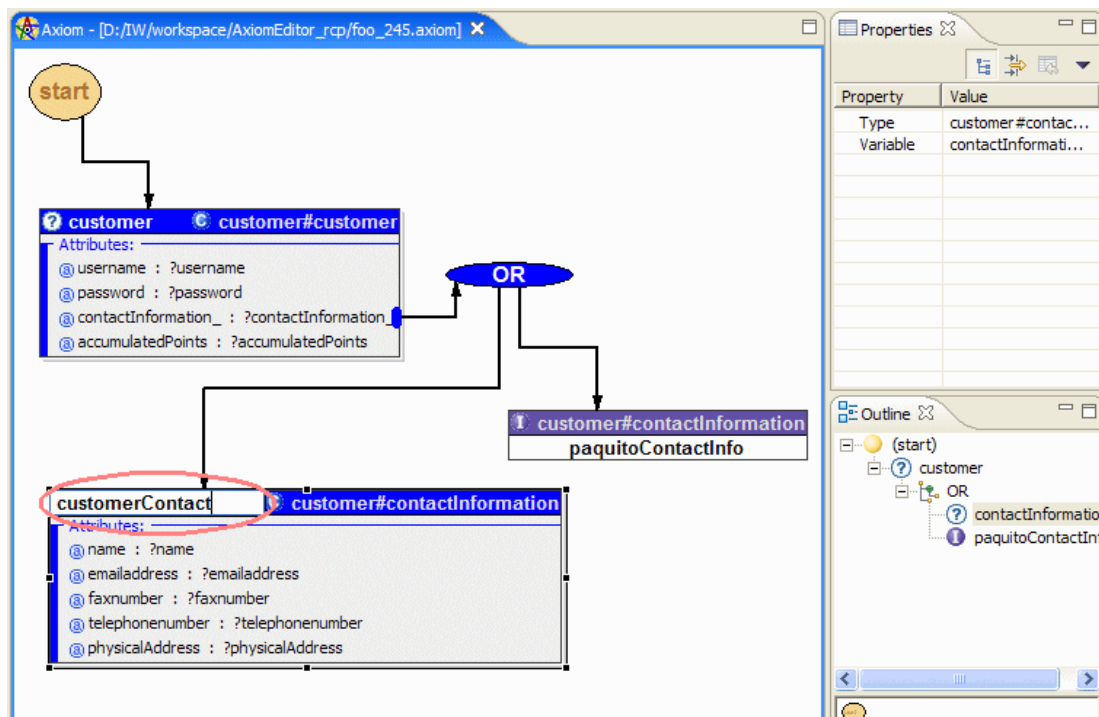 Axiom - [D:/IW/workspace/AxiomEditor_rcp/foo_245.axiom]
start
customer customer#customer
Attributes:
username : ?username
password : ?password
contactInformation_ : ?contactInformation_
accumulatedPoints : ?accumulatedPoints
OR
customer#contactInformation
paquitoContactInfo
customerContact customer#contactInformation
Attributes:
name : ?name
emailaddress : ?emailaddress
faxnumber : ?faxnumber
telephonenumber : ?telephonenumber
physicalAddress : ?physicalAddress
Properties
Property Value
Type customer#contac...
Variable contactInformati...
Outline
(start)
customer
OR
contactInformatio
paquitoContactInf